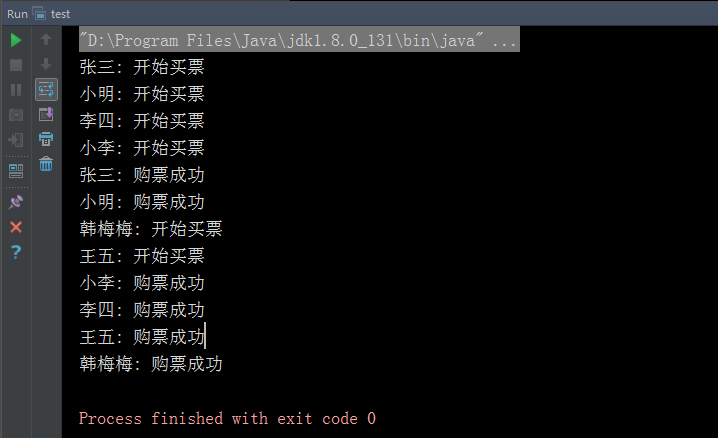 Run test
"D:\Program Files\Java\jdk1.8.0_131\bin\java" ...
张三: 开始买票
小明: 开始买票
李四: 开始买票
小李: 开始买票
张三: 购票成功
小明: 购票成功
韩梅梅: 开始买票
王五: 开始买票
小李: 购票成功
李四: 购票成功
王五: 购票成功
韩梅梅: 购票成功
Process finished with exit code 0